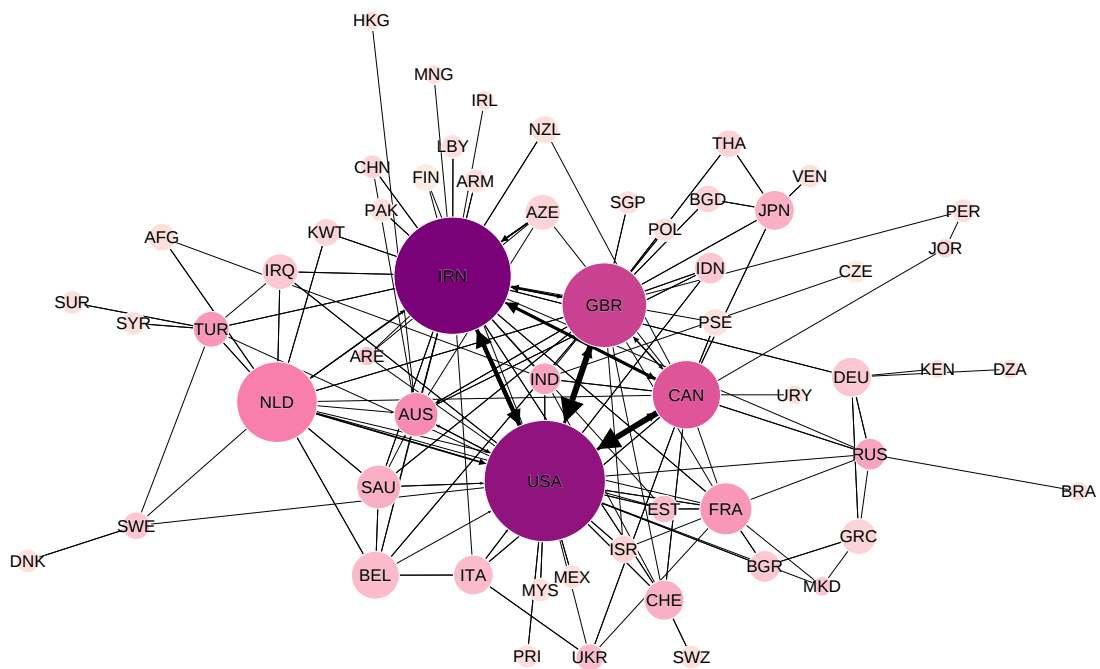 HKG
MNG
IRL
NZL
THA
LBY
CHN
FIN
ARM
VEN
BGD
SGP
PAK
AZE
JPN
PER
POL
KWT
AFG
JOR
IDN
IRQ
CZE
IRN
GBR
SUR
SYR
TUR
PSE
ARE
KEN
DZA
IND
DEU
CAN
URY
NLD
AUS
RUS
USA
SAU
BRA
EST
FRA
SWE
GRC
ISR
DNK
BGR
BEL
ITA
MEX
MYS
MKD
CHE
PRI
UKR
SWZ